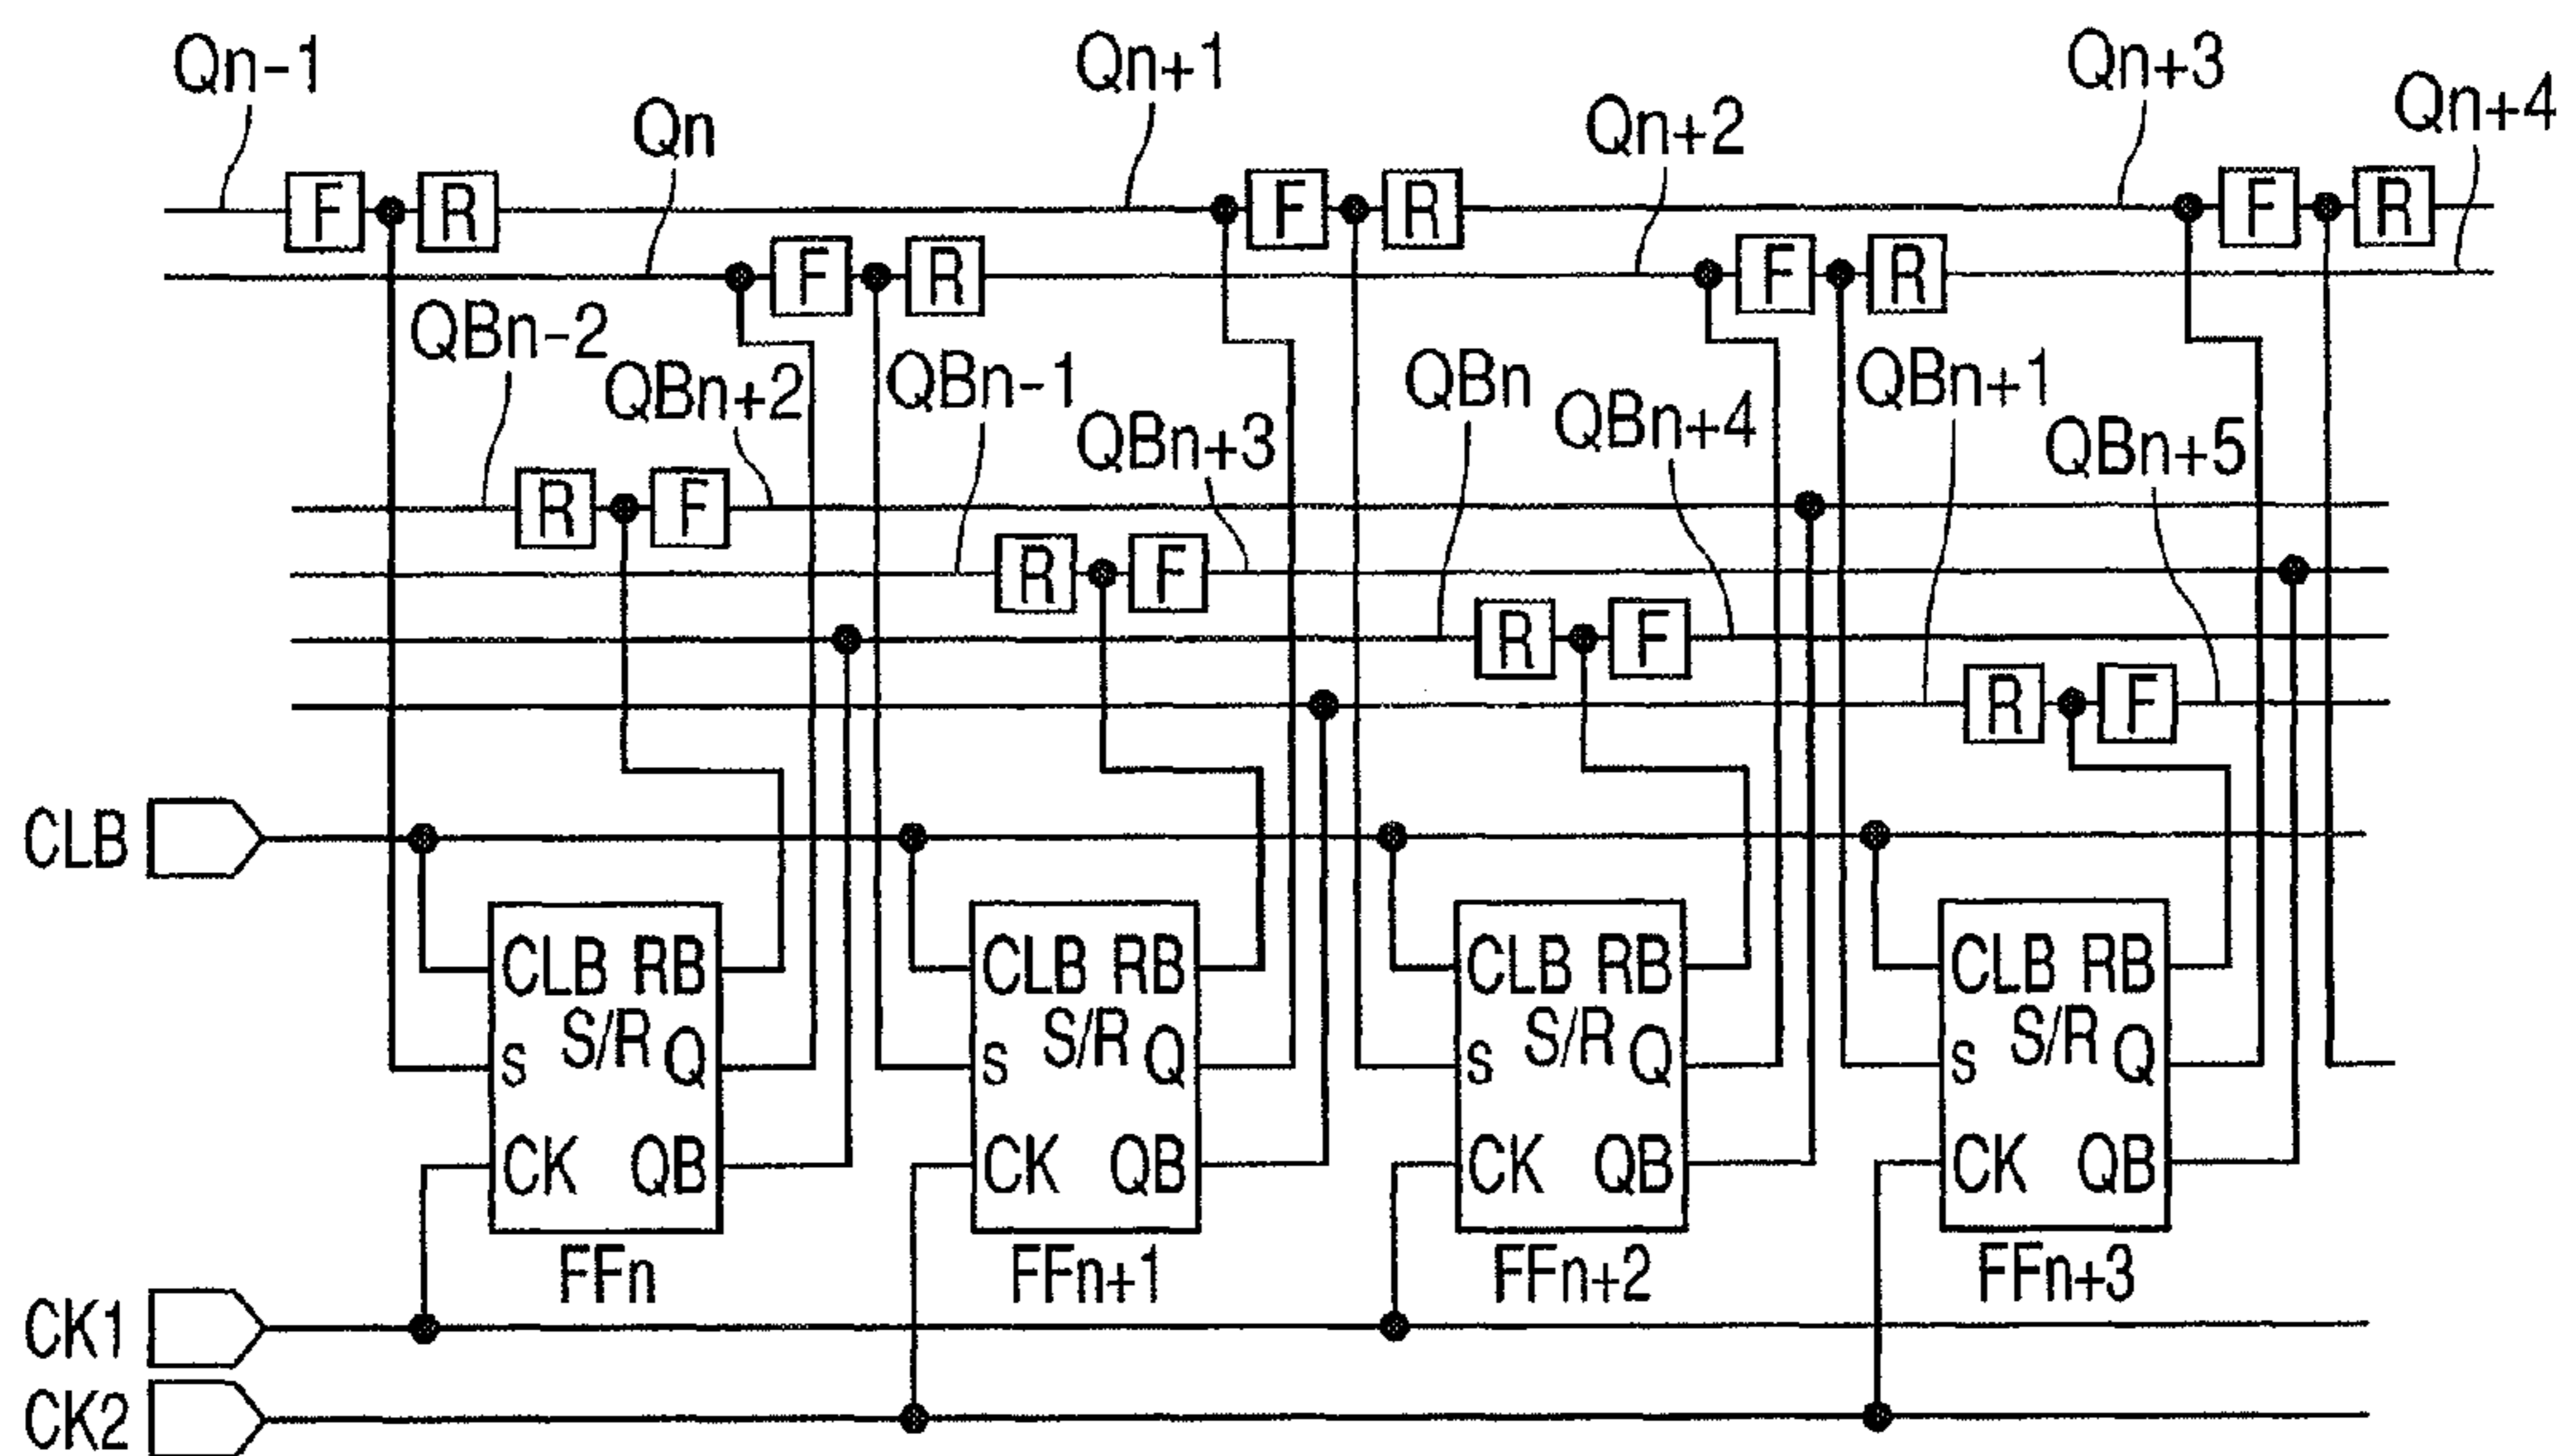 Qn-1 Qn+1 Qn+3
Qn Qn+2 Qn+4
F R F R F R
F R F R
QBn-2 QBn+2 QBn-1 QBn+3 QBn QBn+4 QBn+1 QBn+5
R F
R F
R F
R F
CLB
CLB RB CLB RB CLB RB CLB RB
S/R S/R S/R S/R
S Q S Q S Q S Q
CK QB CK QB CK QB CK QB
FFn FFn+1 FFn+2 FFn+3
CK1
CK2